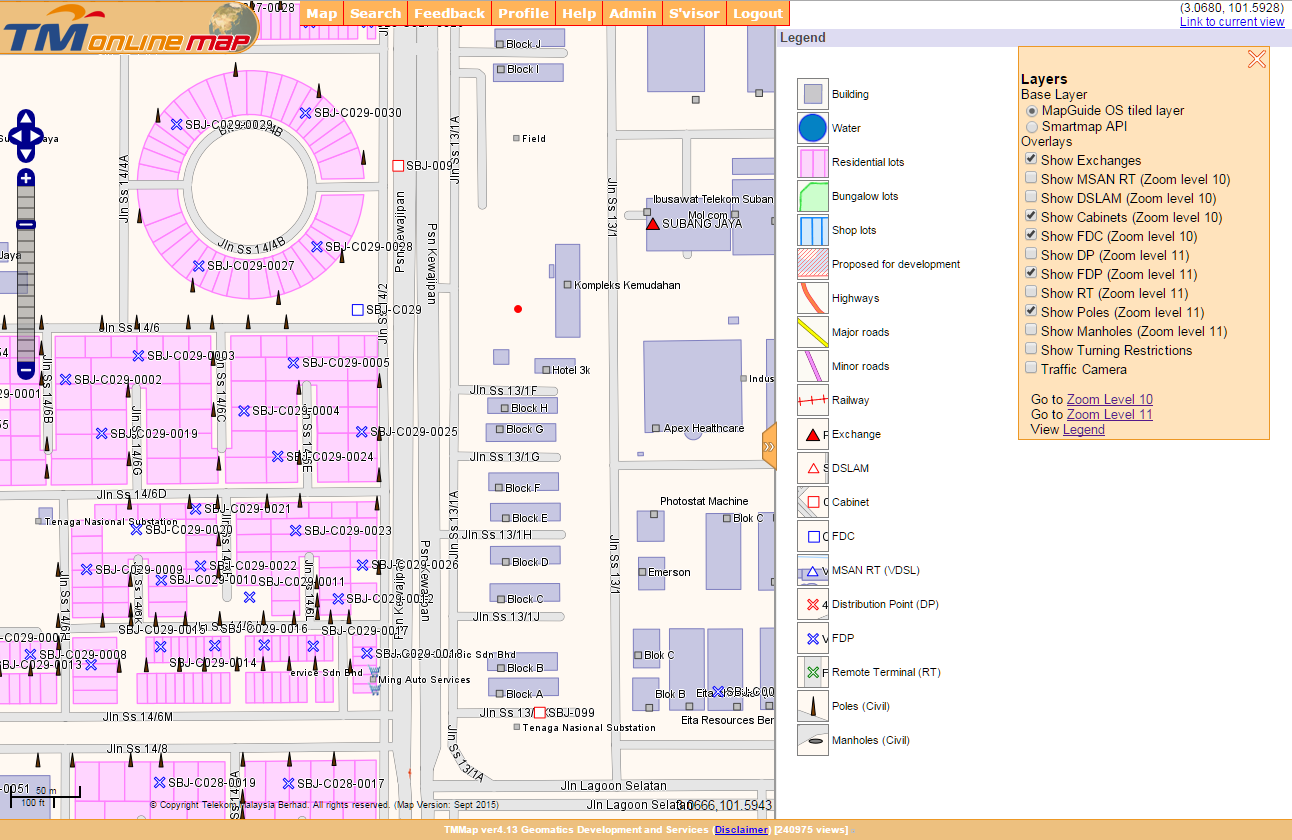 TM ONLINE MAP
Map Search Feedback Profile Help Admin S'visor Logout
(3.0680, 101.5928)
Link to current view
Legend
Building
Water
Residential lots
Bungalow lots
Shop lots
Proposed for development
Highways
Major roads
Minor roads
Railway
Exchange
DSLAM
Cabinet
FDC
MSAN RT (VDSL)
Distribution Point (DP)
FDP
Remote Terminal (RT)
Poles (Civil)
Manholes (Civil)
Layers
Base Layer
MapGuide OS tiled layer
Smartmap API
Overlays
Show Exchanges
Show MSAN RT (Zoom level 10)
Show DSLAM (Zoom level 10)
Show Cabinets (Zoom level 10)
Show FDC (Zoom level 10)
Show DP (Zoom level 11)
Show FDP (Zoom level 11)
Show RT (Zoom level 11)
Show Poles (Zoom level 11)
Show Manholes (Zoom level 11)
Show Turning Restrictions
Traffic Camera
Go to Zoom Level 10
Go to Zoom Level 11
View Legend
Block J
Block I
Field
SBJ-C029-0030
SBJ-C029-0029
Jln Ss 14/4B
Jln Ss 14/4A
SBJ-009
Jln Ss 13/1A
Jln Ss 13/1
Psn Kewajipan
Psn Kewajipan
Ibusawat Telekom Suban
Mol.com
SUBANG JAYA
Jln Ss 14/4B
SBJ-C029-0028
SBJ-C029-0027
Kompleks Kemudahan
Jln Ss 14/2
SBJ-C029
Jln Ss 14/6
SBJ-C029-0003
SBJ-C029-0005
SBJ-C029-0002
Hotel 3k
Indus
Jln Ss 13/1F
Jln Ss 14/6B
Jln Ss 14/6C
Jln Ss 14/6G
Jln Ss 14/6E
SBJ-C029-0004
Block H
Block G
Apex Healthcare
SBJ-C029-0019
SBJ-C029-0025
SBJ-C029-0024
Jln Ss 13/1G
Block F
Jln Ss 14/6D
SBJ-C029-0021
Photostat Machine
Tenaga Nasional Substation
SBJ-C029-0020
SBJ-C029-0023
Block E
Blok C
Jln Ss 13/1A
Jln Ss 13/1H
Jln Ss 13/1
SBJ-C029-0009
SBJ-C029-0022
SBJ-C029-0026
SBJ-C029-0010
SBJ-C029-0011
Block D
Emerson
SBJ-C029-0012
Block C
Psn Kewajipan
Psn Kewajipan
Jln Ss 13/1J
SBJ-C029-0015
SBJ-C029-0016
SBJ-C029-0017
SBJ-C029-0008
SBJ-C029-0014
SBJ-C029-0018
ic Sdn Bhd
Blok C
Block B
ervice Sdn Bhd
Ming Auto Services
Block A
Blok B
SBJ-C00
Jln Ss 14/6M
SBJ-099
Tenaga Nasional Substation
Eita Resources Ber
Jln Ss 14/8
Jln Ss 13/1A
SBJ-C028-0019
SBJ-C028-0017
Jln Lagoon Selatan
50 m
100 ft
© Copyright Telekom Malaysia Berhad. All rights reserved. (Map Version: Sept 2015)
Jln Lagoon Selatan
3.0666,101.5943
TMMap ver4.13 Geomatics Development and Services (Disclaimer) [240975 views]